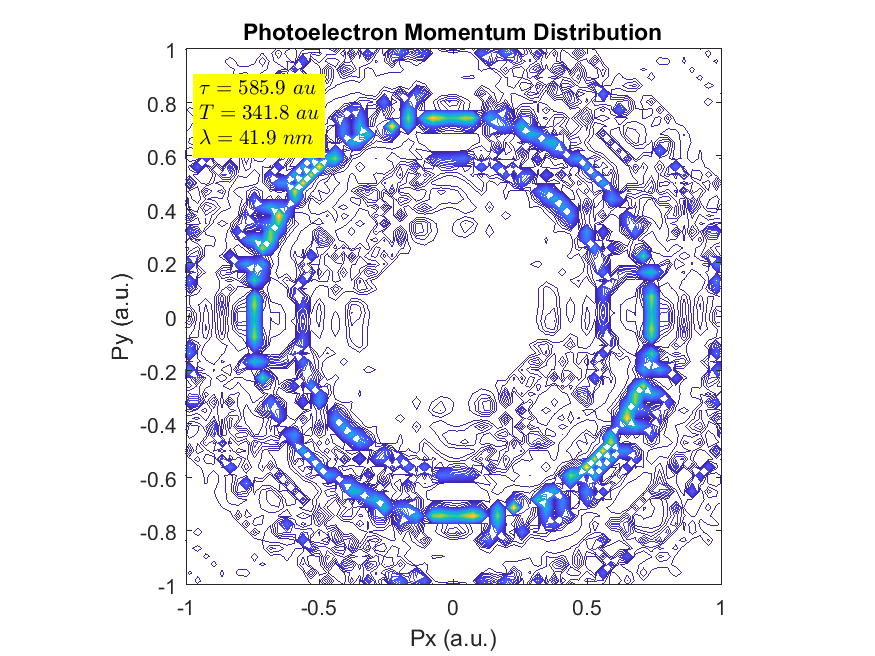 Photoelectron Momentum Distribution
τ = 585.9 au
T = 341.8 au
λ = 41.9 nm
1
0.8
0.6
0.4
0.2
0
-0.2
-0.4
-0.6
-0.8
-1
Py (a.u.)
-1
-0.5
0
0.5
1
Px (a.u.)